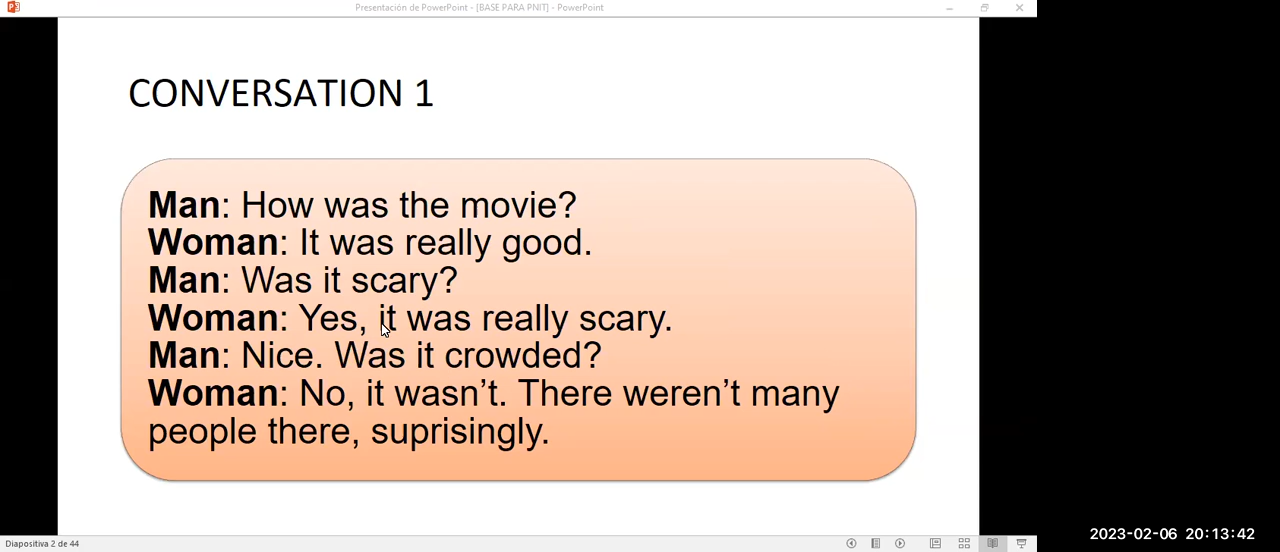 Presentación de PowerPoint - [BASE PARA PNIT] - PowerPoint
CONVERSATION 1
Man: How was the movie?
Woman: It was really good.
Man: Was it scary?
Woman: Yes, it was really scary.
Man: Nice. Was it crowded?
Woman: No, it wasn’t. There weren’t many
people there, suprisingly.
Diapositiva 2 de 44
2023-02-06 20:13:42